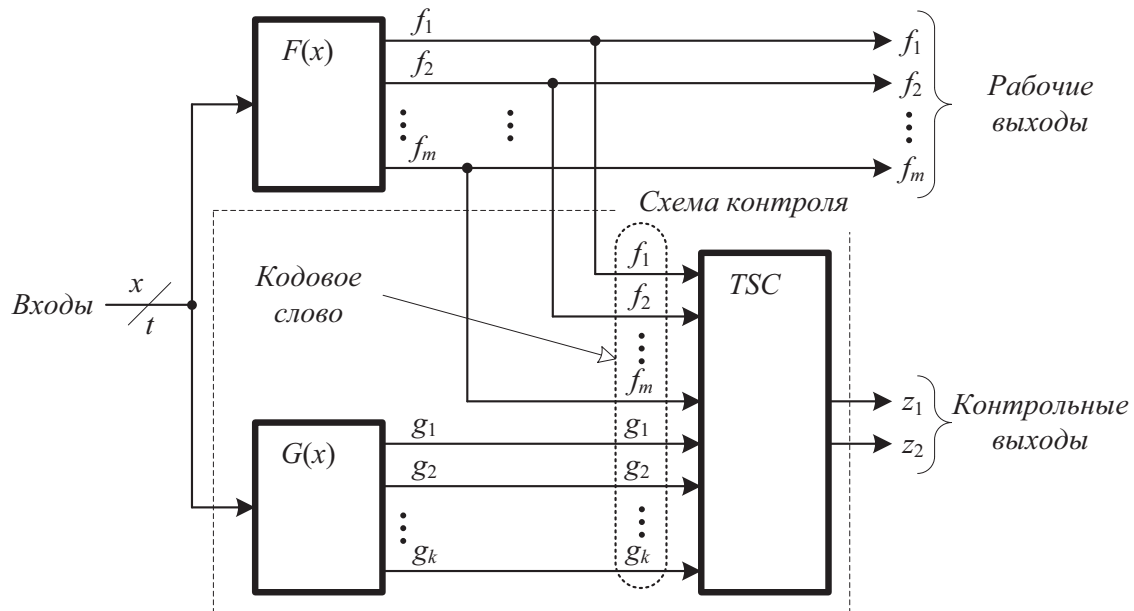 F(x)
f1
f2
fm
f1
f2
fm
Рабочие
выходы
Схема контроля
Входы
x
t
Кодовое
слово
f1
f2
fm
g1
g2
gk
TSC
G(x)
g1
g2
gk
z1
z2
Контрольные
выходы